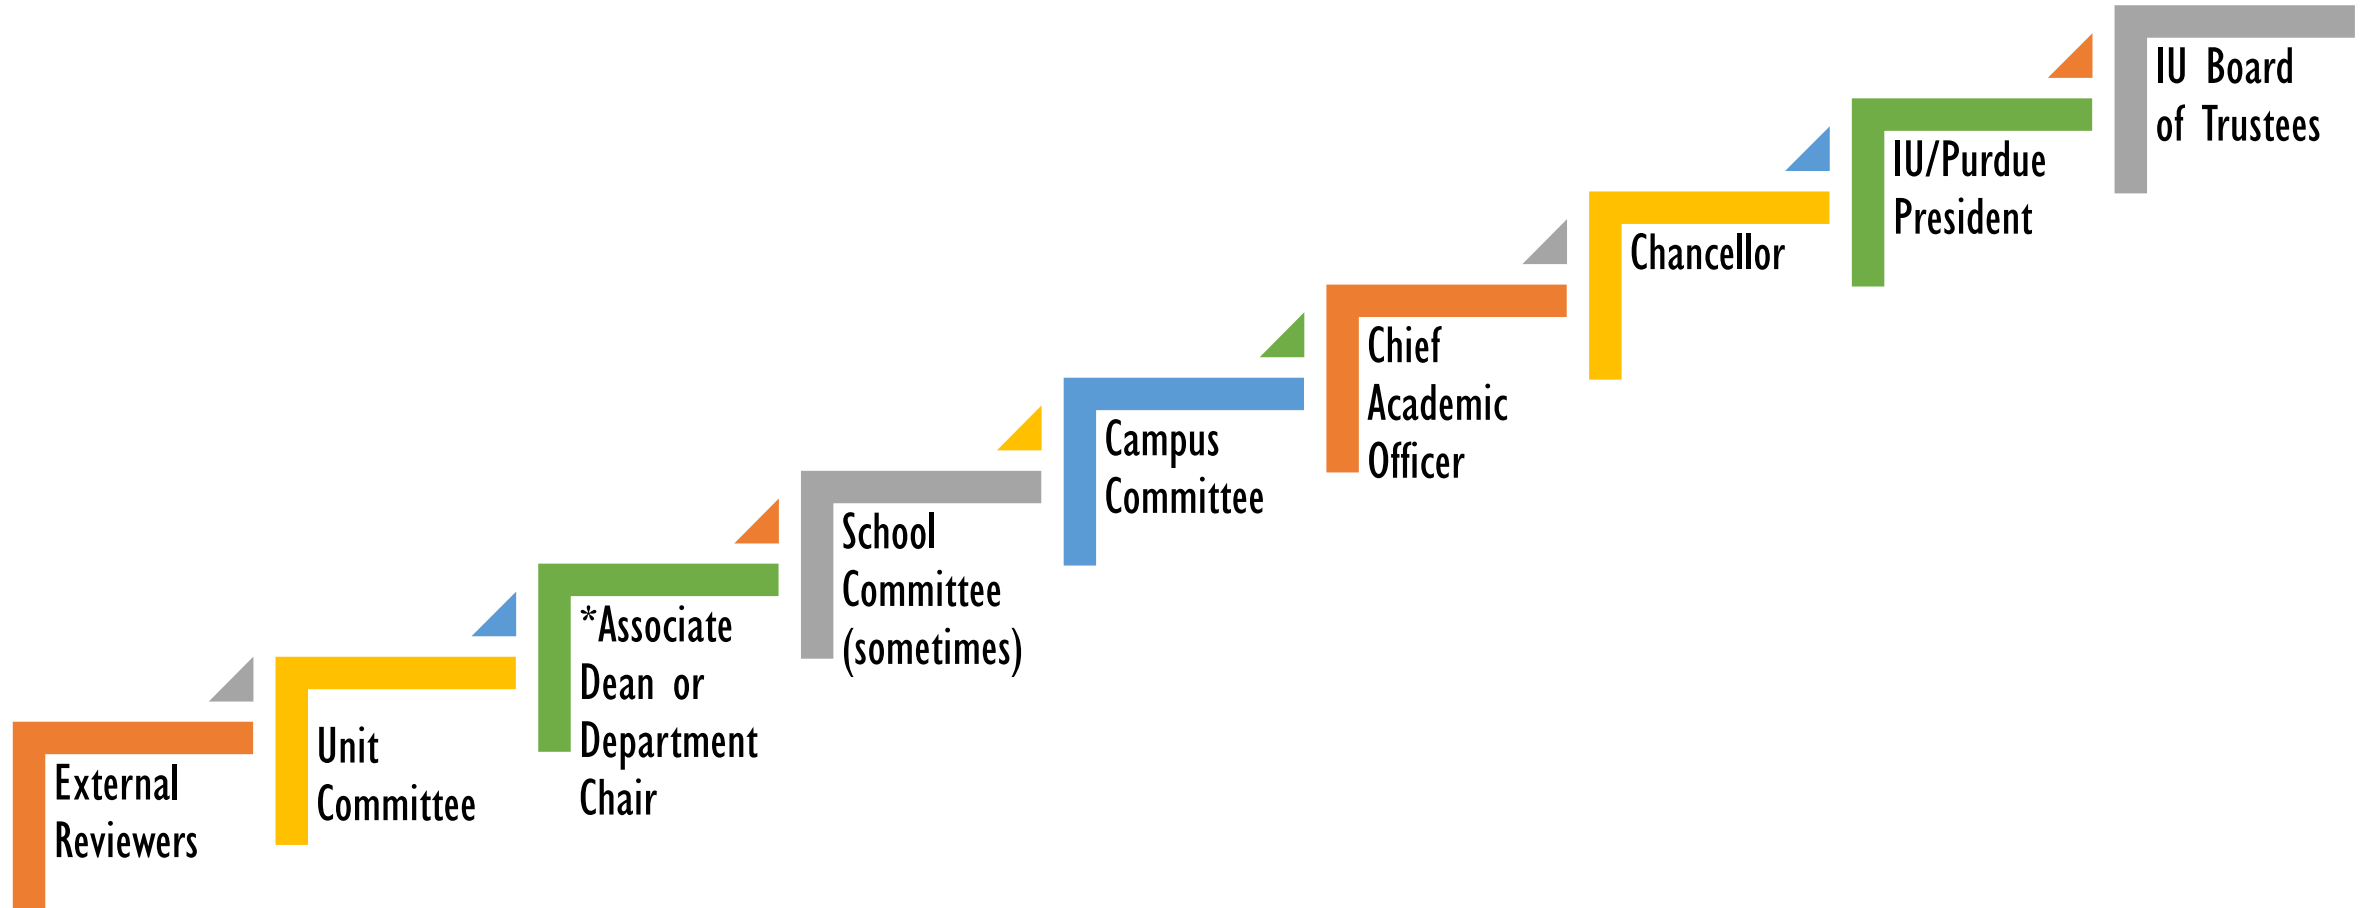 External
Reviewers
Unit
Committee
*Associate
Dean or
Department
Chair
School
Committee
(sometimes)
Campus
Committee
Chief
Academic
Officer
Chancellor
IU/Purdue
President
IU Board
of Trustees